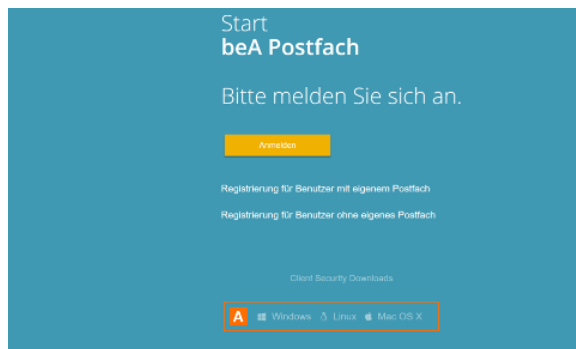 Start
beA Postfach
Bitte melden Sie sich an.
Anmelden
Registrierung für Benutzer mit eigenem Postfach
Registrierung für Benutzer ohne eigenes Postfach
Client Security Downloads
A Windows Linux Mac OS X